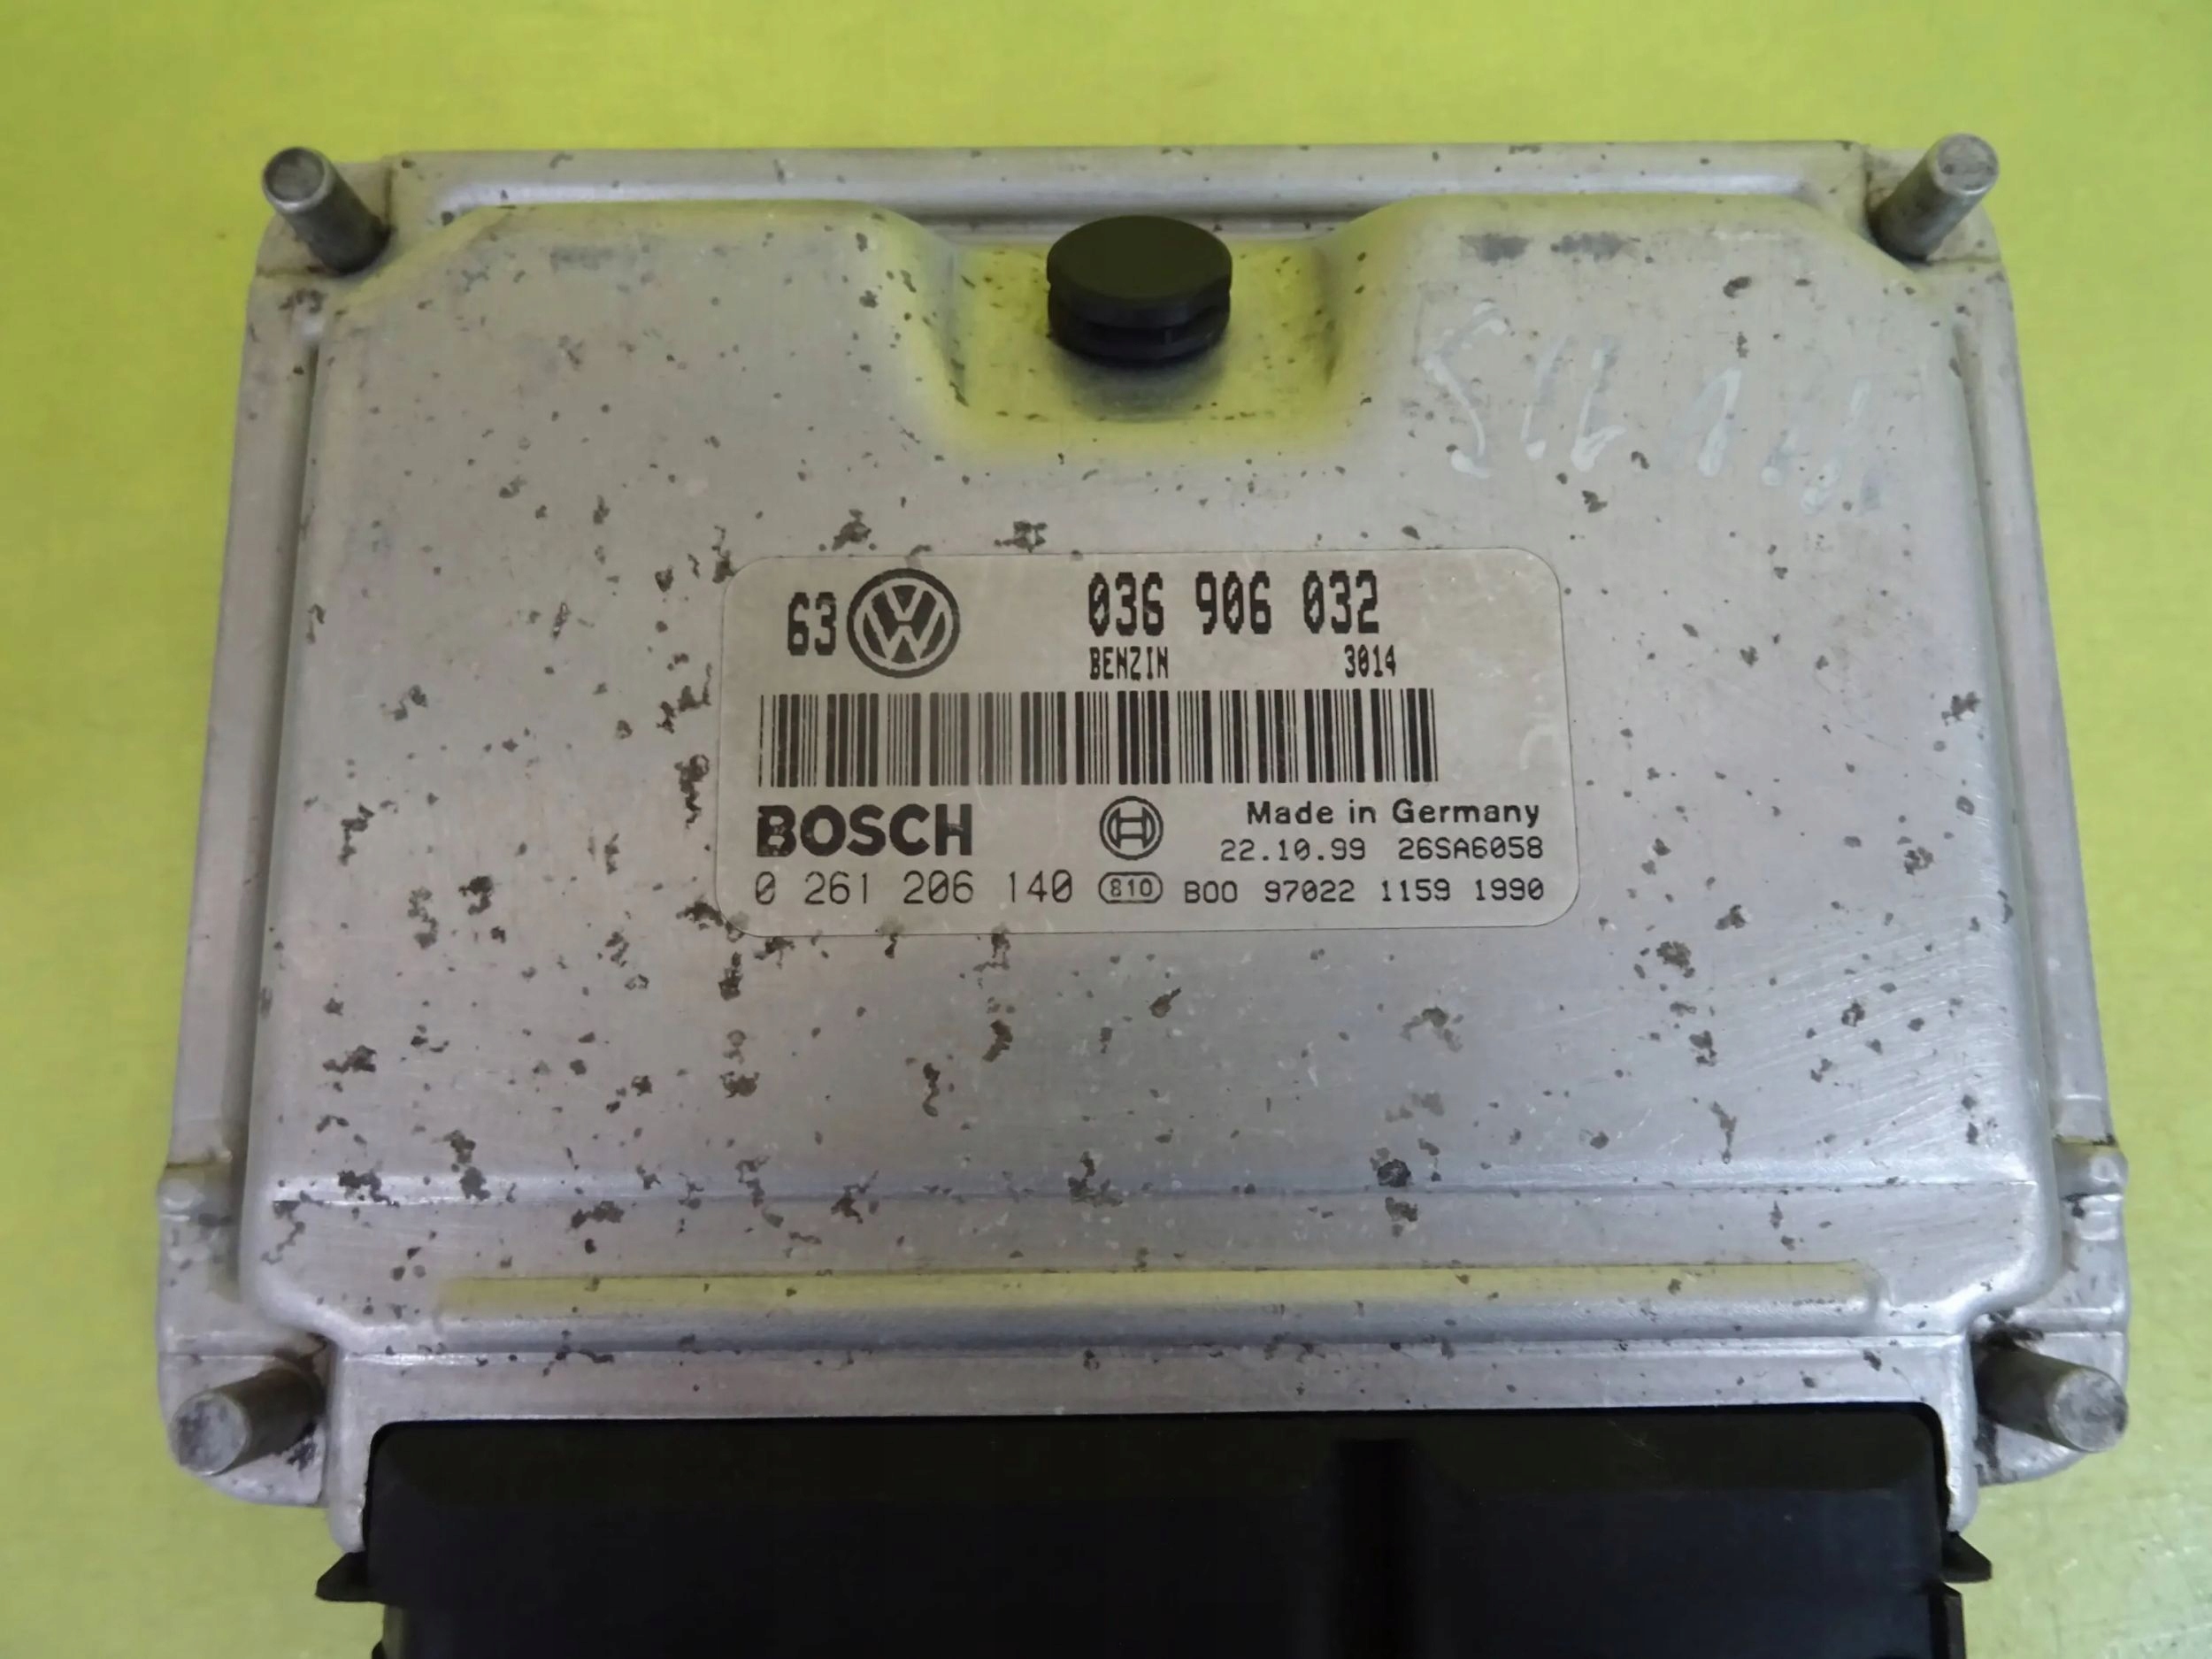 63 036 906 032
BENZIN 3014
BOSCH Made in Germany
22.10.99 26SA6058
0 261 206 140 810 B00 97022 1159 1990